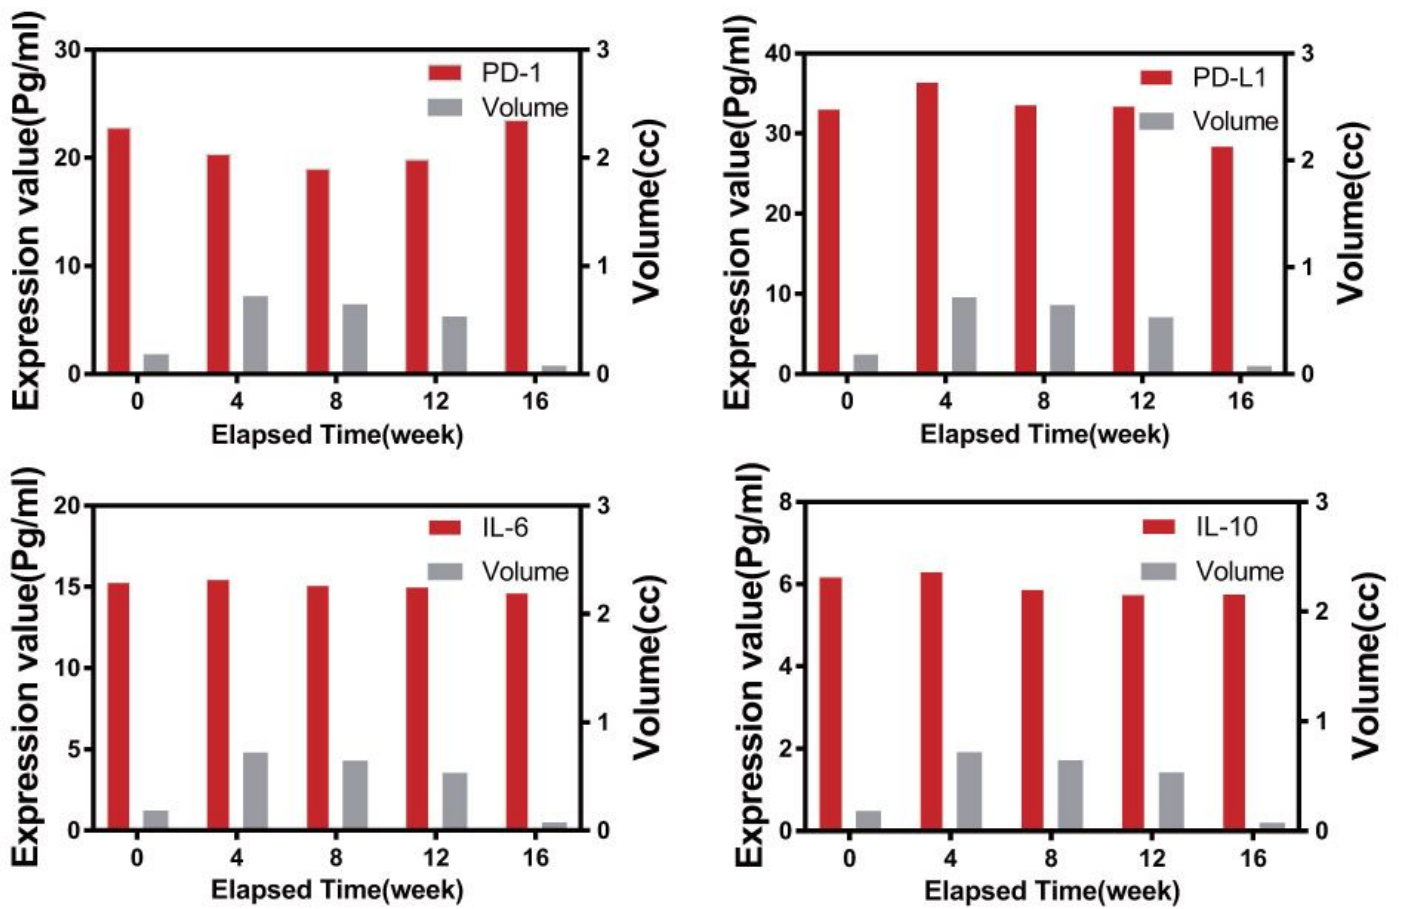 Expression value(Pg/ml)
30
20
10
0
PD-1
Volume
3
2
1
0
Volume(cc)
0 4 8 12 16
Elapsed Time(week)
Expression value(Pg/ml)
40
30
20
10
0
PD-L1
Volume
3
2
1
0
Volume(cc)
0 4 8 12 16
Elapsed Time(week)
Expression value(Pg/ml)
20
15
10
5
0
IL-6
Volume
3
2
1
0
Volume(cc)
0 4 8 12 16
Elapsed Time(week)
Expression value(Pg/ml)
8
6
4
2
0
IL-10
Volume
3
2
1
0
Volume(cc)
0 4 8 12 16
Elapsed Time(week)